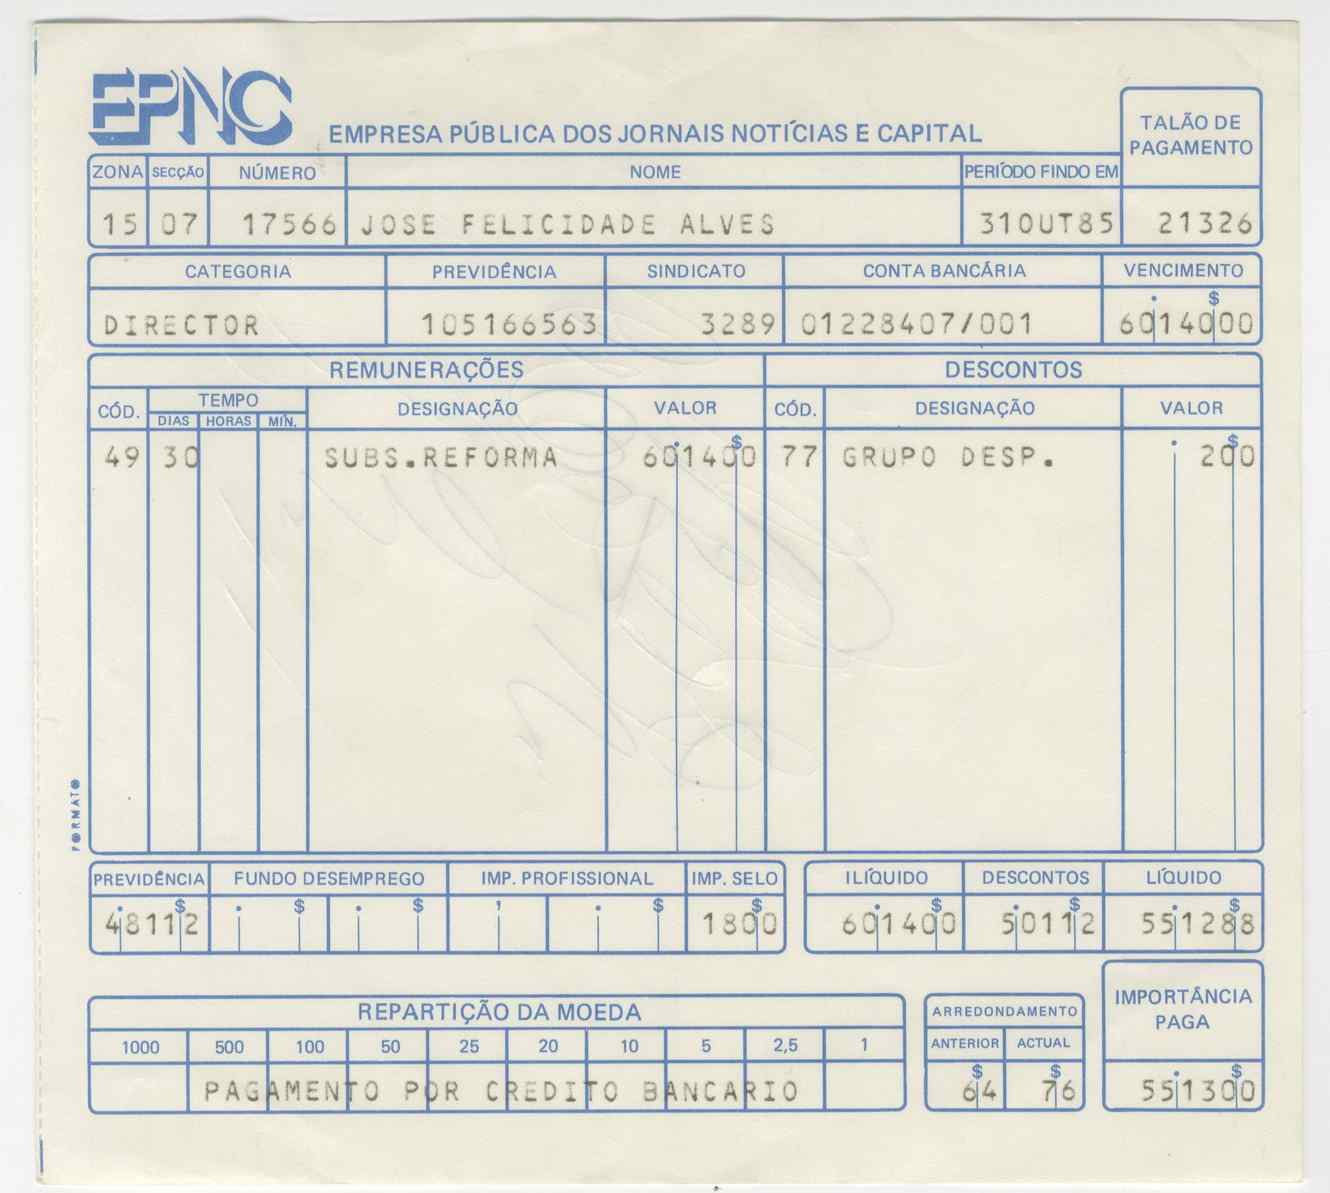 EPNC
EMPRESA PÚBLICA DOS JORNAIS NOTÍCIAS E CAPITAL
TALÃO DE PAGAMENTO
ZONA SECÇÃO NÚMERO NOME PERÍODO FINDO EM
15 07 17566 JOSE FELICIDADE ALVES 31OUT85 21326
CATEGORIA PREVIDÊNCIA SINDICATO CONTA BANCÁRIA VENCIMENTO
DIRECTOR 105166563 3289 01228407/001 6014000
REMUNERAÇÕES DESCONTOS
CÓD. TEMPO DESIGNAÇÃO VALOR CÓD. DESIGNAÇÃO VALOR
DIAS HORAS MÍN.
49 30 SUBS.REFORMA 601400 77 GRUPO DESP. 200
FORMATO
PREVIDÊNCIA FUNDO DESEMPREGO IMP. PROFISSIONAL IMP. SELO ILÍQUIDO DESCONTOS LÍQUIDO
48112 1800 601400 50112 551288
REPARTIÇÃO DA MOEDA ARREDONDAMENTO IMPORTÂNCIA PAGA
1000 500 100 50 25 20 10 5 2,5 1 ANTERIOR ACTUAL
PAGAMENTO POR CREDITO BANCARIO 64 76 551300